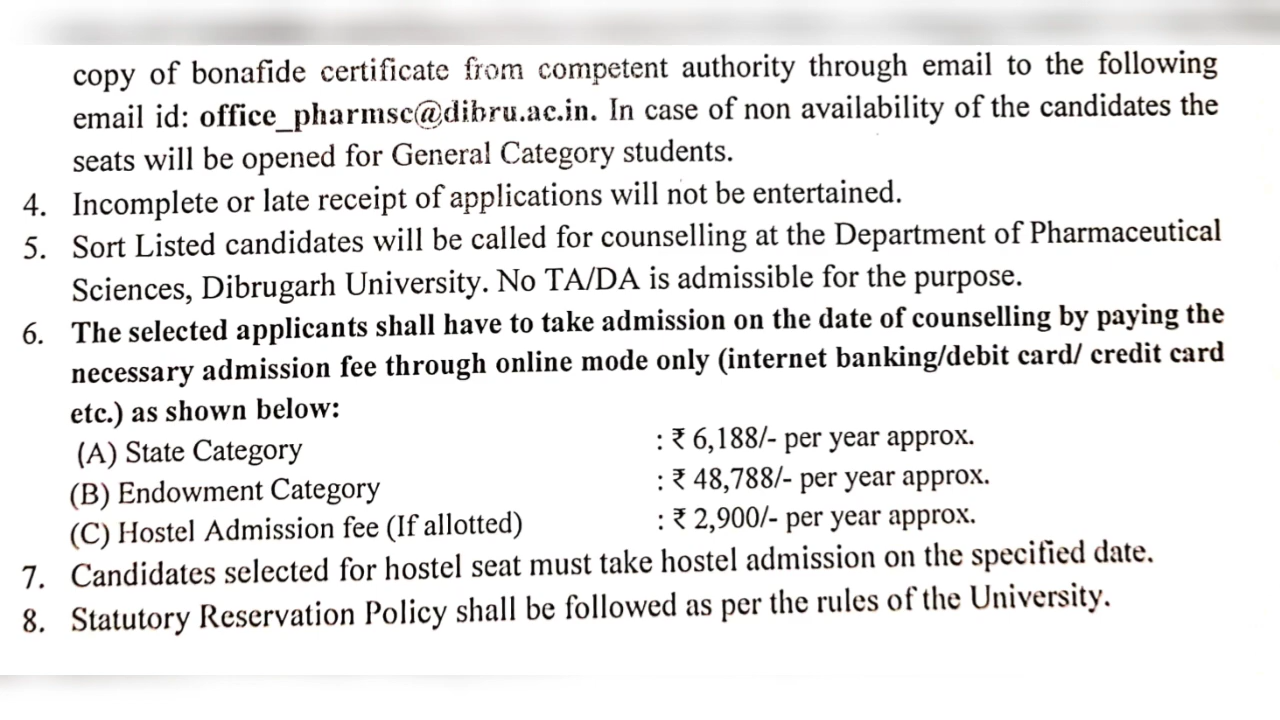 copy of bonafide certificate from competent authority through email to the following
email id: office_pharmsc@dibru.ac.in. In case of non availability of the candidates the
seats will be opened for General Category students.
4. Incomplete or late receipt of applications will not be entertained.
5. Sort Listed candidates will be called for counselling at the Department of Pharmaceutical
Sciences, Dibrugarh University. No TA/DA is admissible for the purpose.
6. The selected applicants shall have to take admission on the date of counselling by paying the
necessary admission fee through online mode only (internet banking/debit card/ credit card
etc.) as shown below:
(A) State Category : ₹ 6,188/- per year approx.
(B) Endowment Category : ₹ 48,788/- per year approx.
(C) Hostel Admission fee (If allotted) : ₹ 2,900/- per year approx.
7. Candidates selected for hostel seat must take hostel admission on the specified date.
8. Statutory Reservation Policy shall be followed as per the rules of the University.